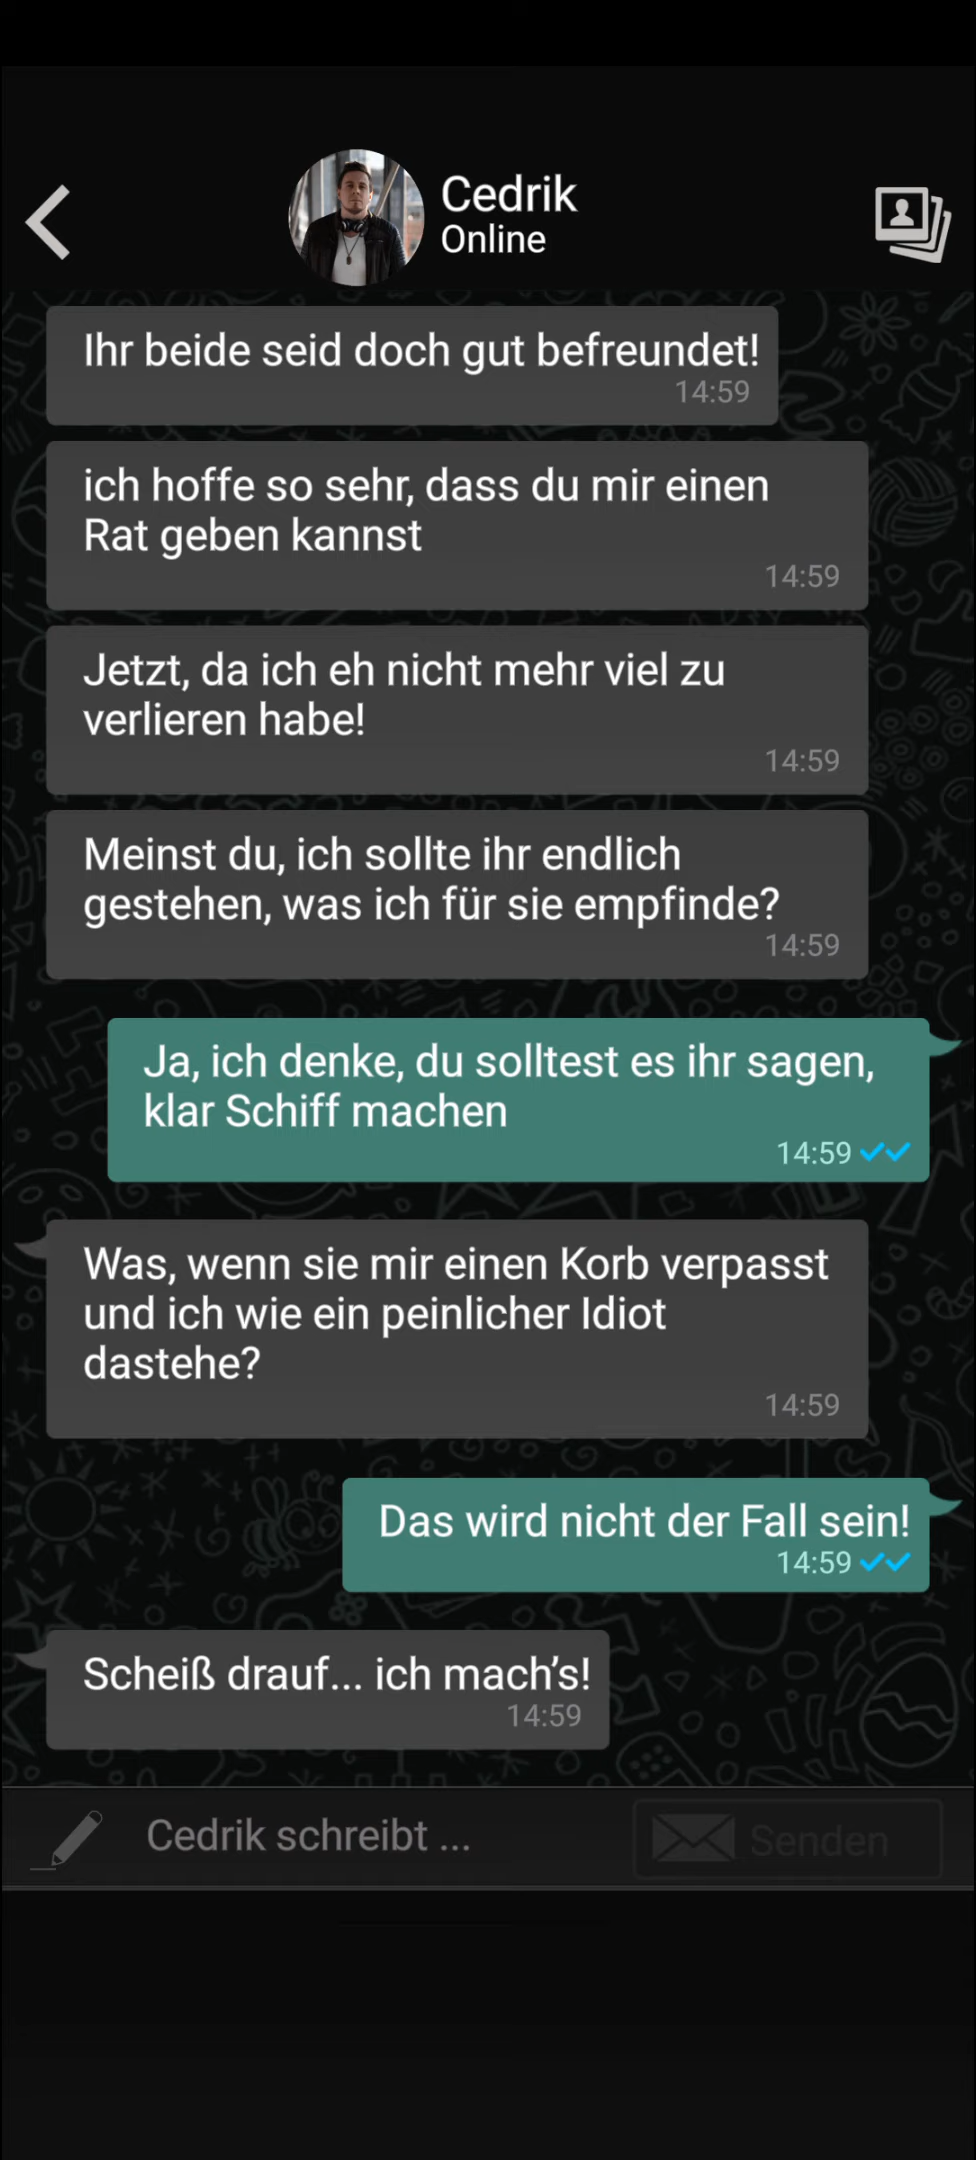 Cedrik
Online
Ihr beide seid doch gut befreundet!
14:59
ich hoffe so sehr, dass du mir einen
Rat geben kannst
14:59
Jetzt, da ich eh nicht mehr viel zu
verlieren habe!
14:59
Meinst du, ich sollte ihr endlich
gestehen, was ich für sie empfinde?
14:59
Ja, ich denke, du solltest es ihr sagen,
klar Schiff machen
14:59
Was, wenn sie mir einen Korb verpasst
und ich wie ein peinlicher Idiot
dastehe?
14:59
Das wird nicht der Fall sein!
14:59
Scheiß drauf... ich mach’s!
14:59
Cedrik schreibt ...
Senden